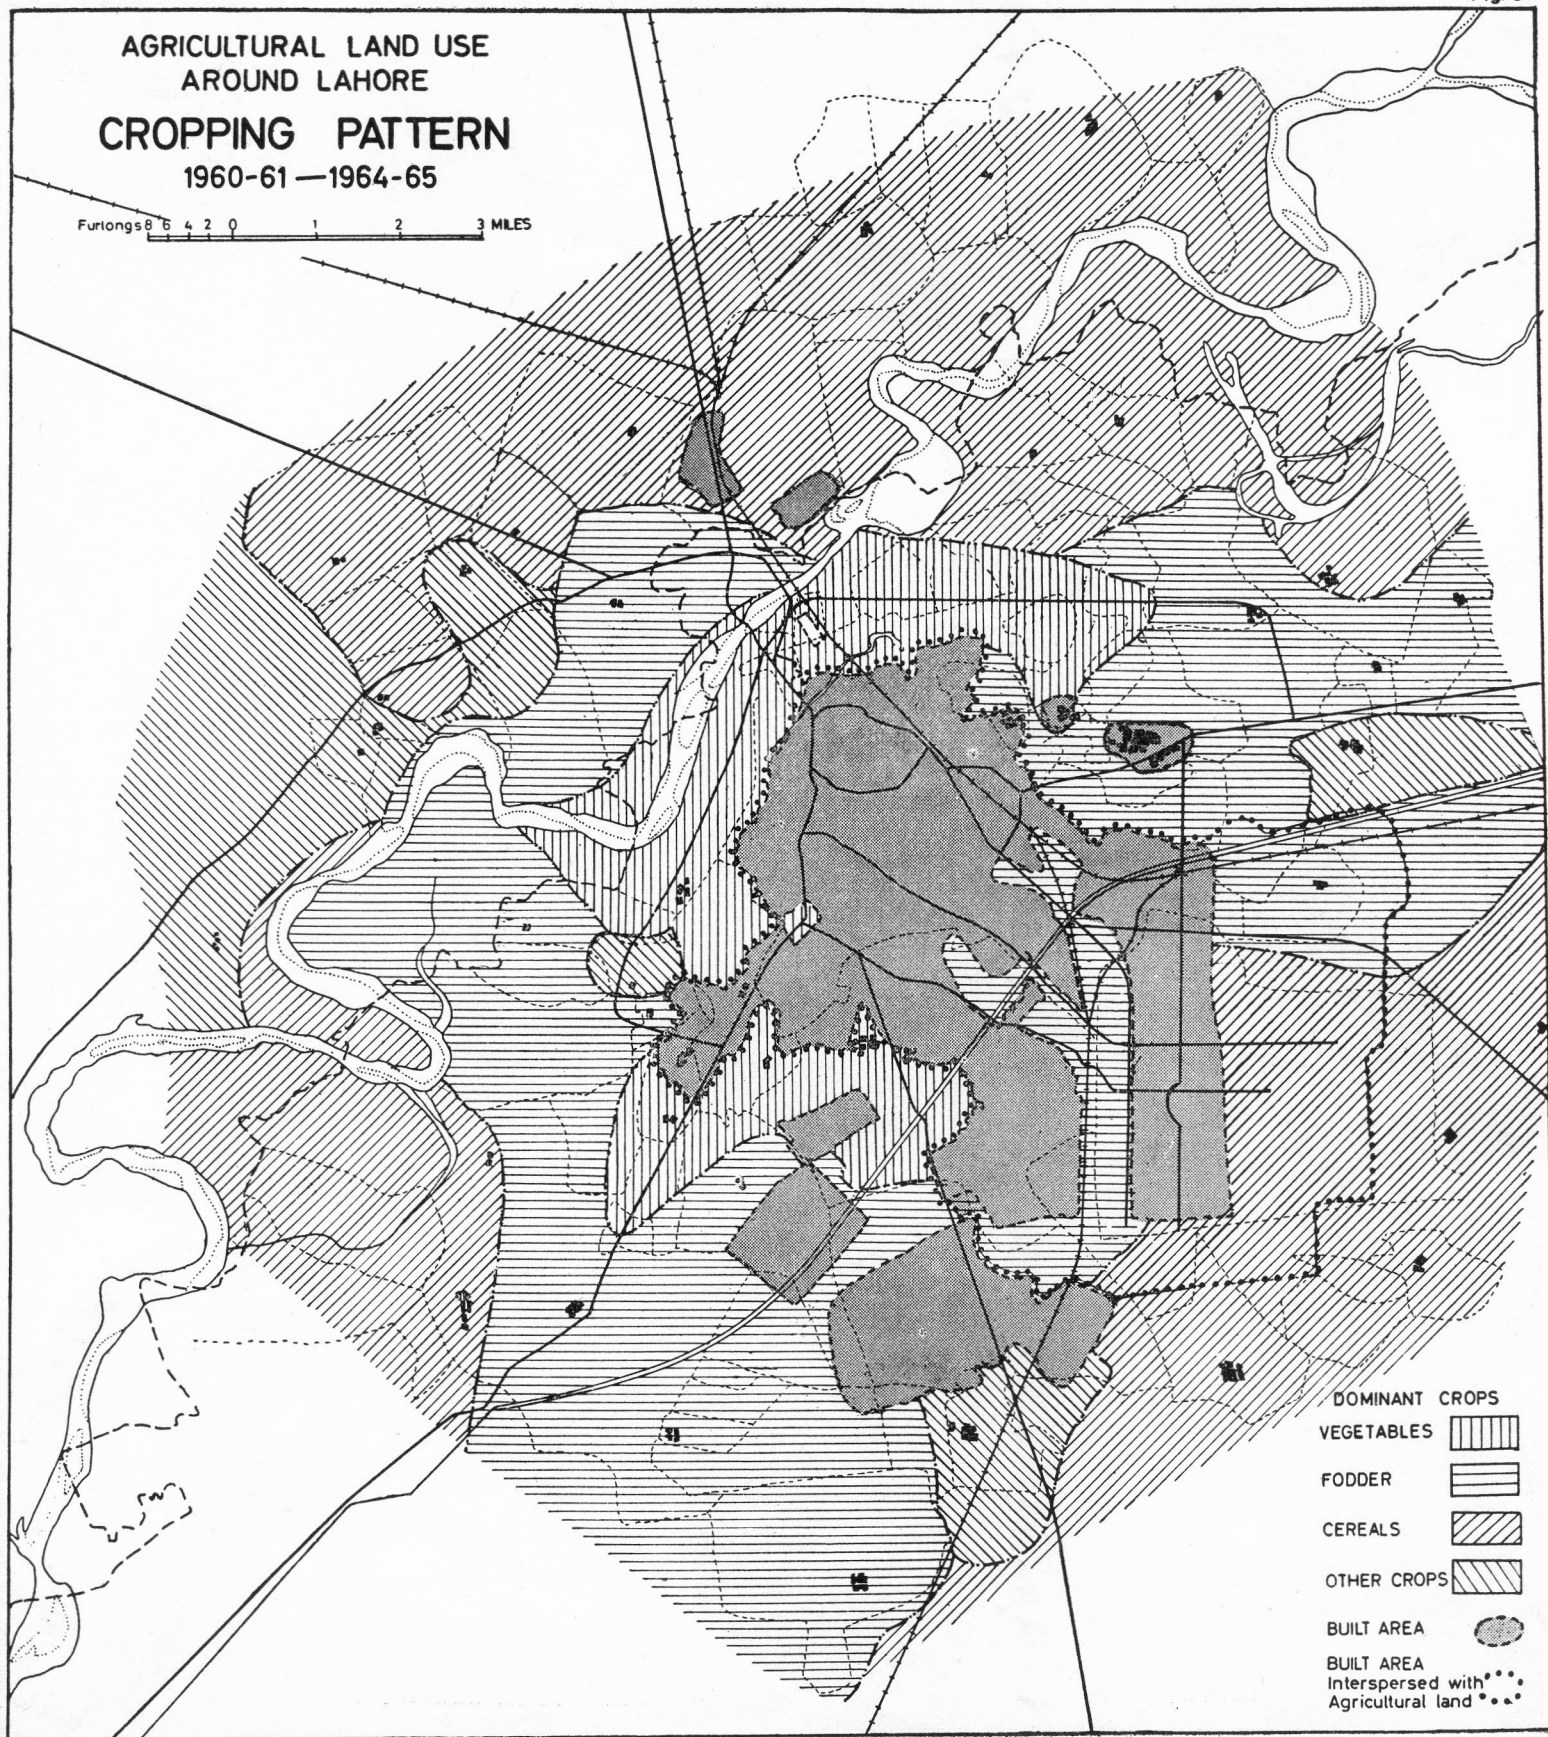 AGRICULTURAL LAND USE
AROUND LAHORE
CROPPING PATTERN
1960-61—1964-65
Furlongs 8 6 4 2 0 1 2 3 MILES
DOMINANT CROPS
VEGETABLES
FODDER
CEREALS
OTHER CROPS
BUILT AREA
BUILT AREA
Interspersed with
Agricultural land